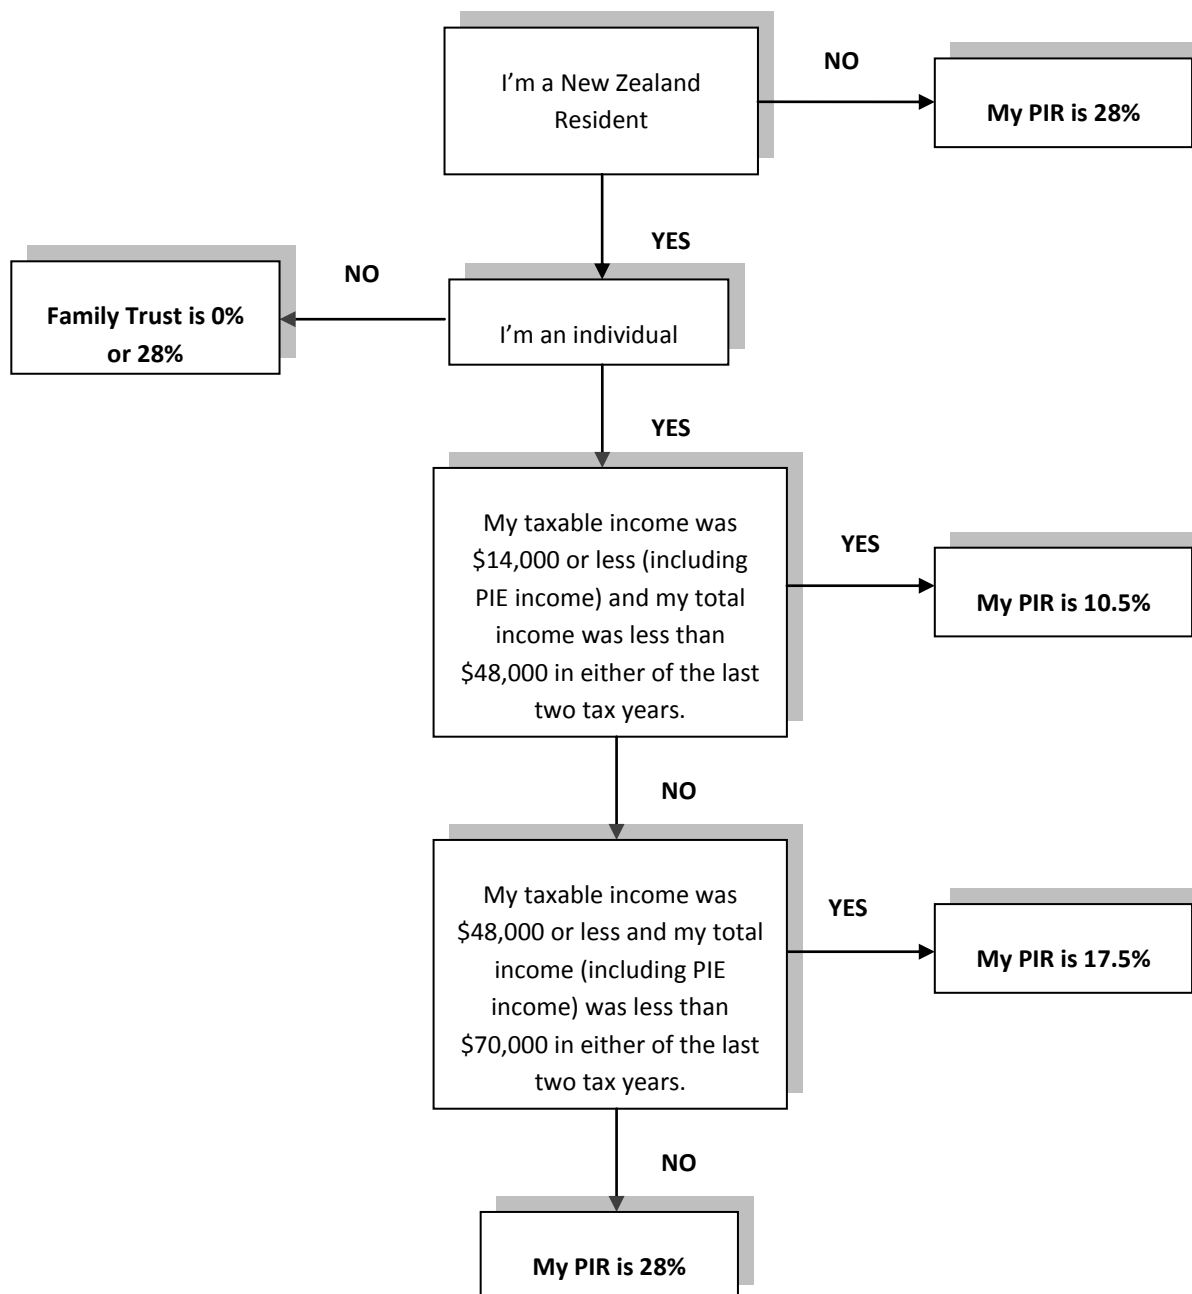 I'm a New Zealand
Resident
NO
My PIR is 28%
YES
NO
Family Trust is 0%
or 28%
I'm an individual
YES
My taxable income was
$14,000 or less (including
PIE income) and my total
income was less than
$48,000 in either of the last
two tax years.
YES
My PIR is 10.5%
NO
My taxable income was
$48,000 or less and my total
income (including PIE
income) was less than
$70,000 in either of the last
two tax years.
YES
My PIR is 17.5%
NO
My PIR is 28%